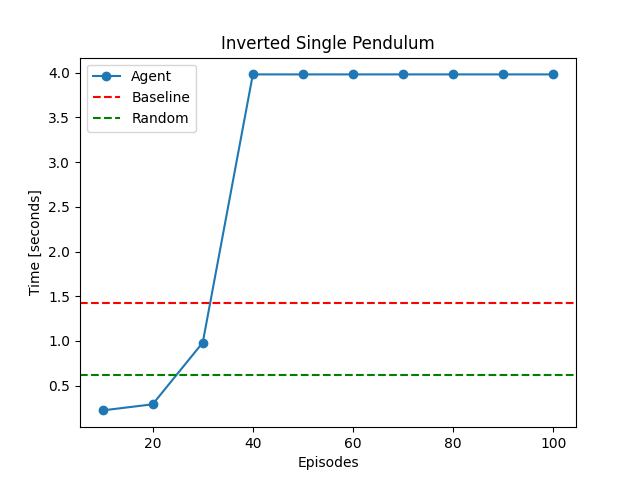 Inverted Single Pendulum
Agent
Baseline
Random
Time [seconds]
4.0
3.5
3.0
2.5
2.0
1.5
1.0
0.5
20
40
60
80
100
Episodes